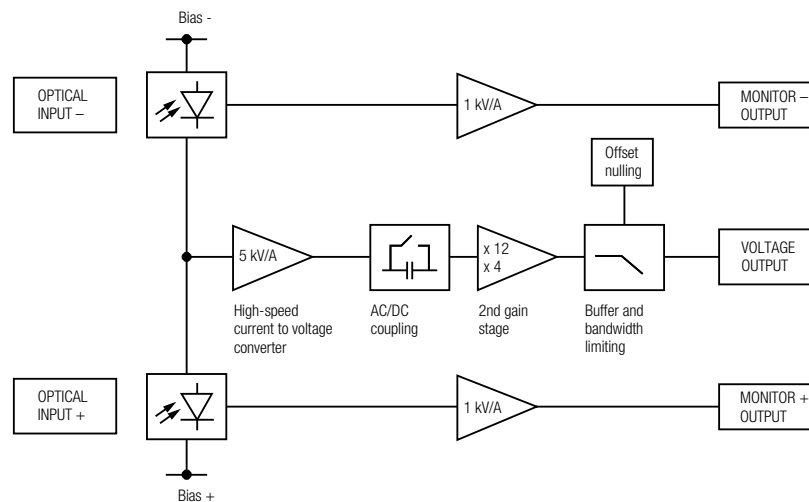 Bias -
OPTICAL
INPUT –
1 kV/A
MONITOR –
OUTPUT
Offset
nulling
5 kV/A
x 12
x 4
VOLTAGE
OUTPUT
High-speed
current to voltage
converter
AC/DC
coupling
2nd gain
stage
Buffer and
bandwidth
limiting
OPTICAL
INPUT +
1 kV/A
MONITOR +
OUTPUT
Bias +